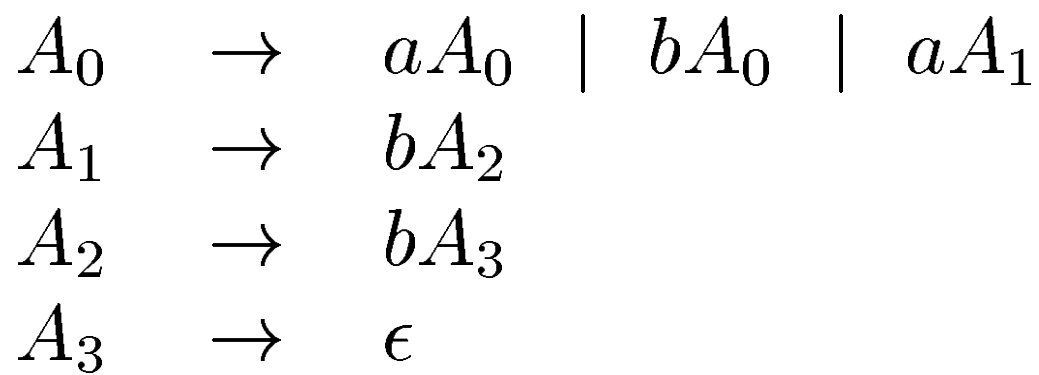 A₀ → aA₀ | bA₀ | aA₁
A₁ → bA₂
A₂ → bA₃
A₃ → ϵ